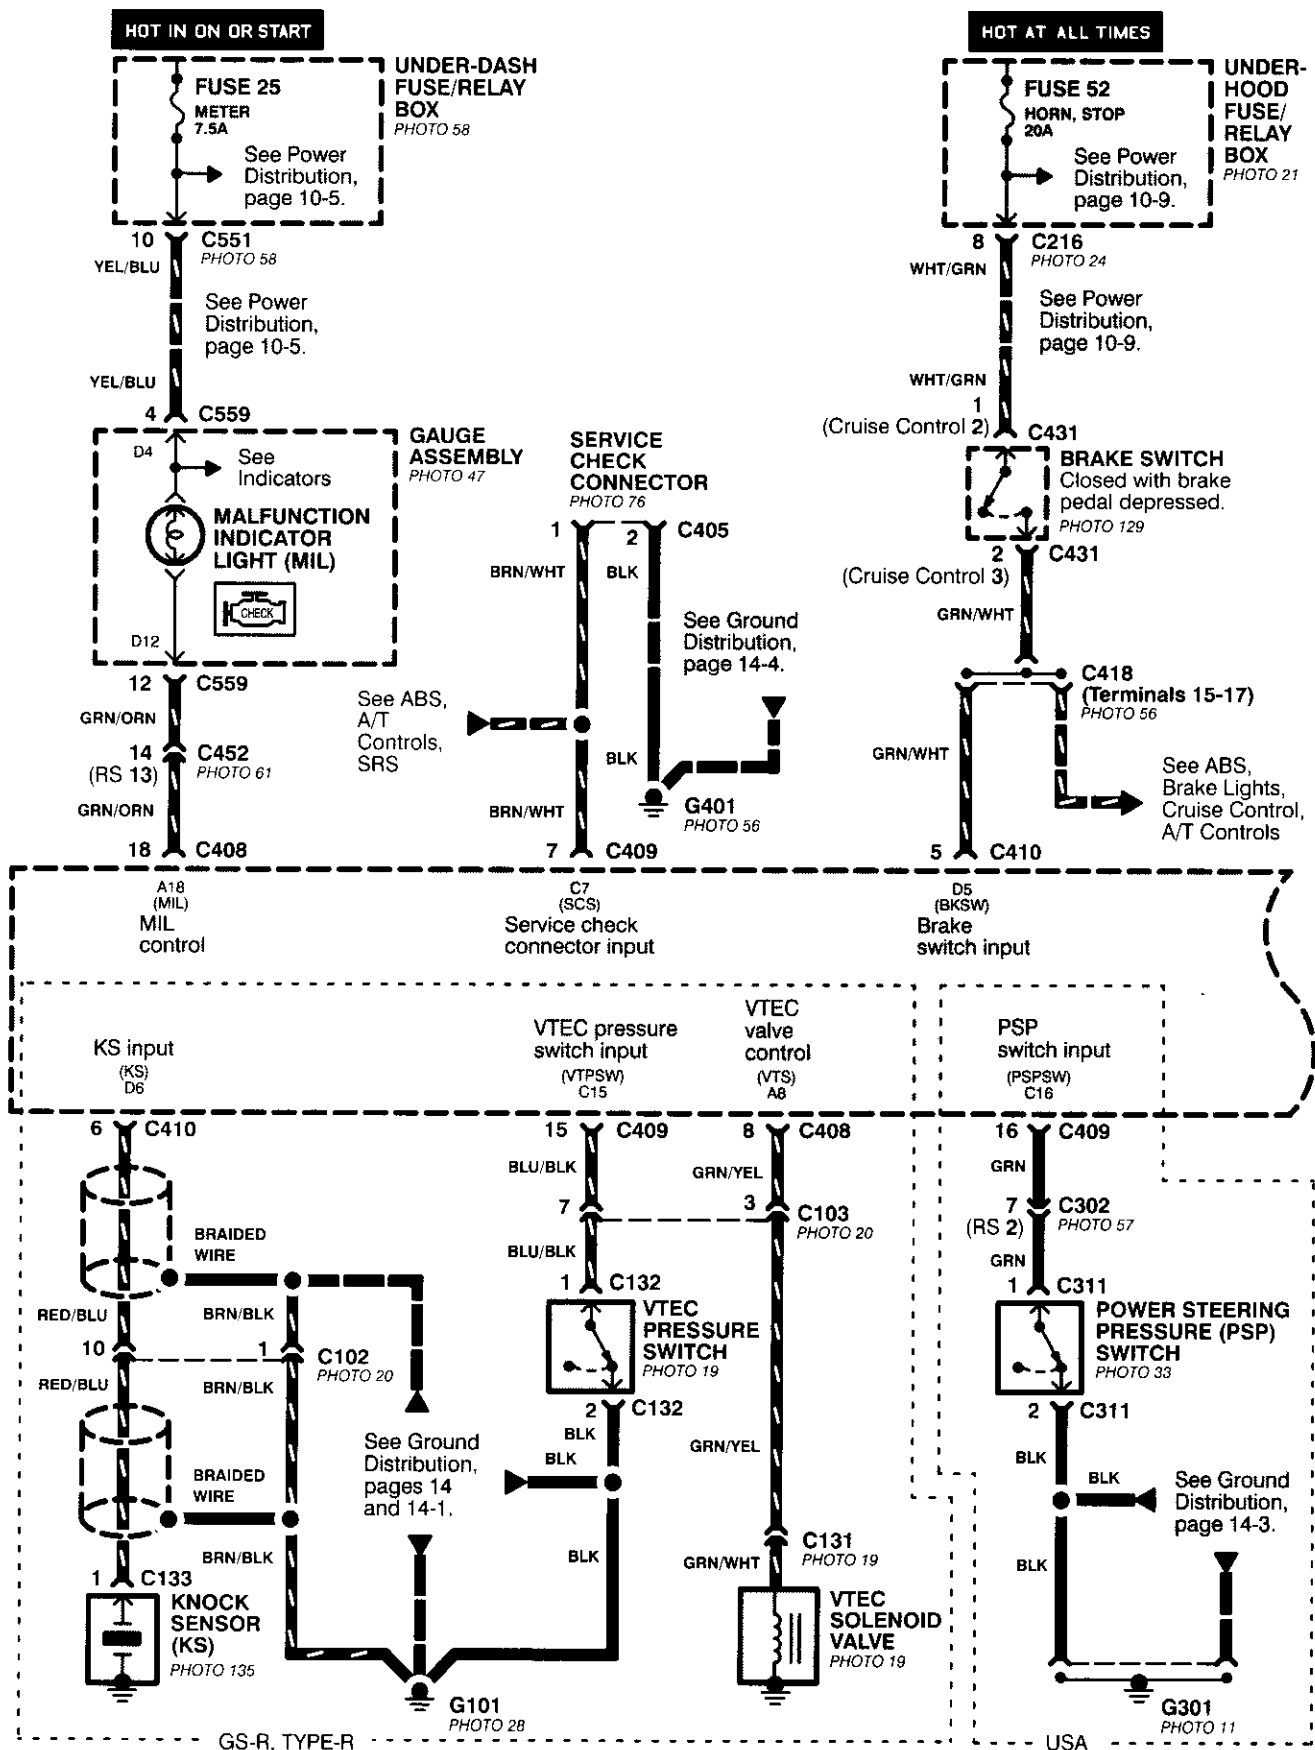 HOT IN ON OR START
HOT AT ALL TIMES
FUSE 25
METER
7.5A
See Power
Distribution,
page 10-5.
UNDER-DASH
FUSE/RELAY
BOX
PHOTO 58
FUSE 52
HORN, STOP
20A
See Power
Distribution,
page 10-9.
UNDER-
HOOD
FUSE/
RELAY
BOX
PHOTO 21
10 C551
PHOTO 58
YEL/BLU
See Power
Distribution,
page 10-5.
YEL/BLU
4 C559
8 C216
PHOTO 24
WHT/GRN
See Power
Distribution,
page 10-9.
WHT/GRN
1
(Cruise Control 2)
C431
D4
See
Indicators
MALFUNCTION
INDICATOR
LIGHT (MIL)
CHECK
D12
GAUGE
ASSEMBLY
PHOTO 47
SERVICE
CHECK
CONNECTOR
PHOTO 76
1 2 C405
BRN/WHT BLK
BRAKE SWITCH
Closed with brake
pedal depressed.
PHOTO 129
2 C431
(Cruise Control 3)
GRN/WHT
See Ground
Distribution,
page 14-4.
12 C559
GRN/ORN
14 C452
(RS 13) PHOTO 61
GRN/ORN
18 C408
See ABS,
A/T
Controls,
SRS
BLK
BRN/WHT
G401
PHOTO 56
7 C409
C418
(Terminals 15-17)
PHOTO 56
GRN/WHT
See ABS,
Brake Lights,
Cruise Control,
A/T Controls
5 C410
A18
(MIL)
MIL
control
C7
(SCS)
Service check
connector input
D5
(BKSW)
Brake
switch input
KS input
(KS)
D6
VTEC pressure
switch input
(VTPSW)
C15
VTEC
valve
control
(VTS)
A8
PSP
switch input
(PSPSW)
C16
6 C410
15 C409
8 C408
16 C409
BLU/BLK
GRN/YEL
GRN
7
3 C103
PHOTO 20
7 C302
(RS 2) PHOTO 57
BRAIDED
WIRE
BLU/BLK
GRN
1 C132
1 C311
RED/BLU
BRN/BLK
10
1 C102
PHOTO 20
RED/BLU
BRN/BLK
VTEC
PRESSURE
SWITCH
PHOTO 19
POWER STEERING
PRESSURE (PSP)
SWITCH
PHOTO 33
2 C132
2 C311
BLK
BLK
GRN/YEL
BLK
BLK
See Ground
Distribution,
pages 14
and 14-1.
See Ground
Distribution,
page 14-3.
BRAIDED
WIRE
BRN/BLK
BLK
C131
PHOTO 19
GRN/WHT
BLK
1 C133
KNOCK
SENSOR
(KS)
PHOTO 135
VTEC
SOLENOID
VALVE
PHOTO 19
G101
PHOTO 28
G301
PHOTO 11
GS-R, TYPE-R
USA